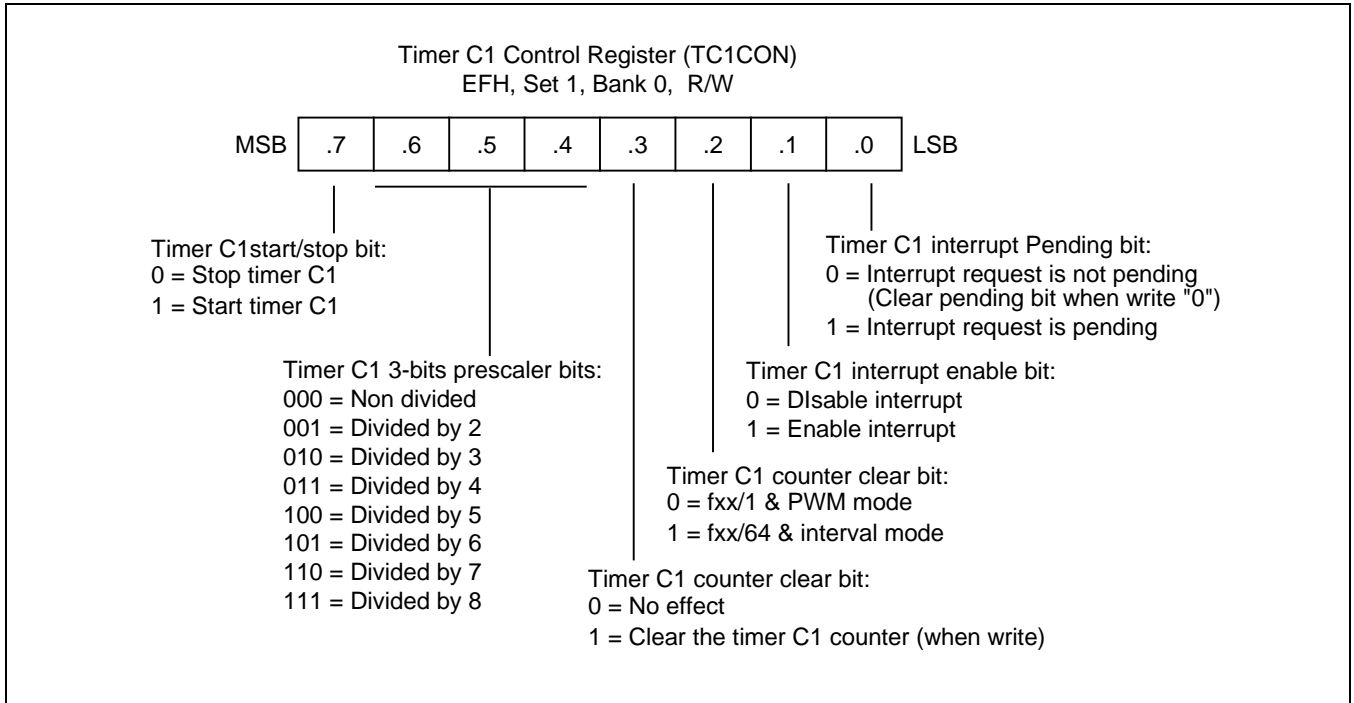 Timer C1 Control Register (TC1CON)
EFH, Set 1, Bank 0, R/W
MSB .7 .6 .5 .4 .3 .2 .1 .0 LSB
Timer C1start/stop bit:
0 = Stop timer C1
1 = Start timer C1
Timer C1 interrupt Pending bit:
0 = Interrupt request is not pending
(Clear pending bit when write "0")
1 = Interrupt request is pending
Timer C1 3-bits prescaler bits:
000 = Non divided
001 = Divided by 2
010 = Divided by 3
011 = Divided by 4
100 = Divided by 5
101 = Divided by 6
110 = Divided by 7
111 = Divided by 8
Timer C1 interrupt enable bit:
0 = DIsable interrupt
1 = Enable interrupt
Timer C1 counter clear bit:
0 = fxx/1 & PWM mode
1 = fxx/64 & interval mode
Timer C1 counter clear bit:
0 = No effect
1 = Clear the timer C1 counter (when write)